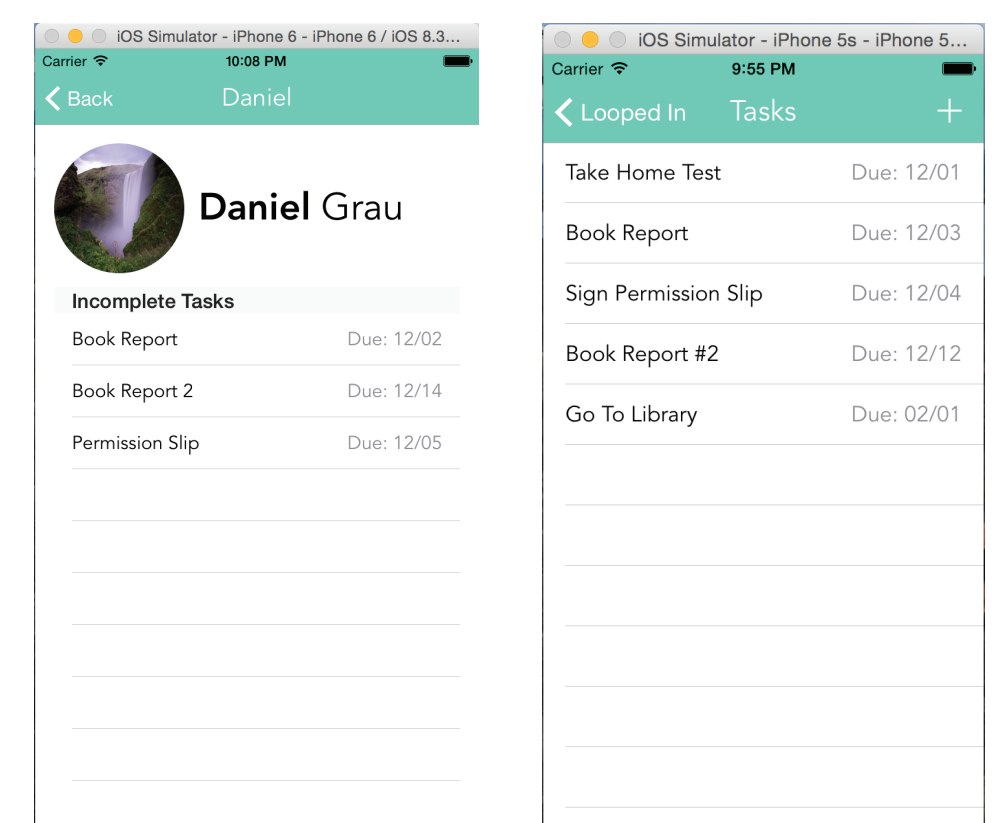 iOS Simulator - iPhone 6 - iPhone 6 / iOS 8.3...
Carrier 10:08 PM
Back Daniel
Daniel Grau
Incomplete Tasks
Book Report Due: 12/02
Book Report 2 Due: 12/14
Permission Slip Due: 12/05
iOS Simulator - iPhone 5s - iPhone 5...
Carrier 9:55 PM
Looped In Tasks +
Take Home Test Due: 12/01
Book Report Due: 12/03
Sign Permission Slip Due: 12/04
Book Report #2 Due: 12/12
Go To Library Due: 02/01